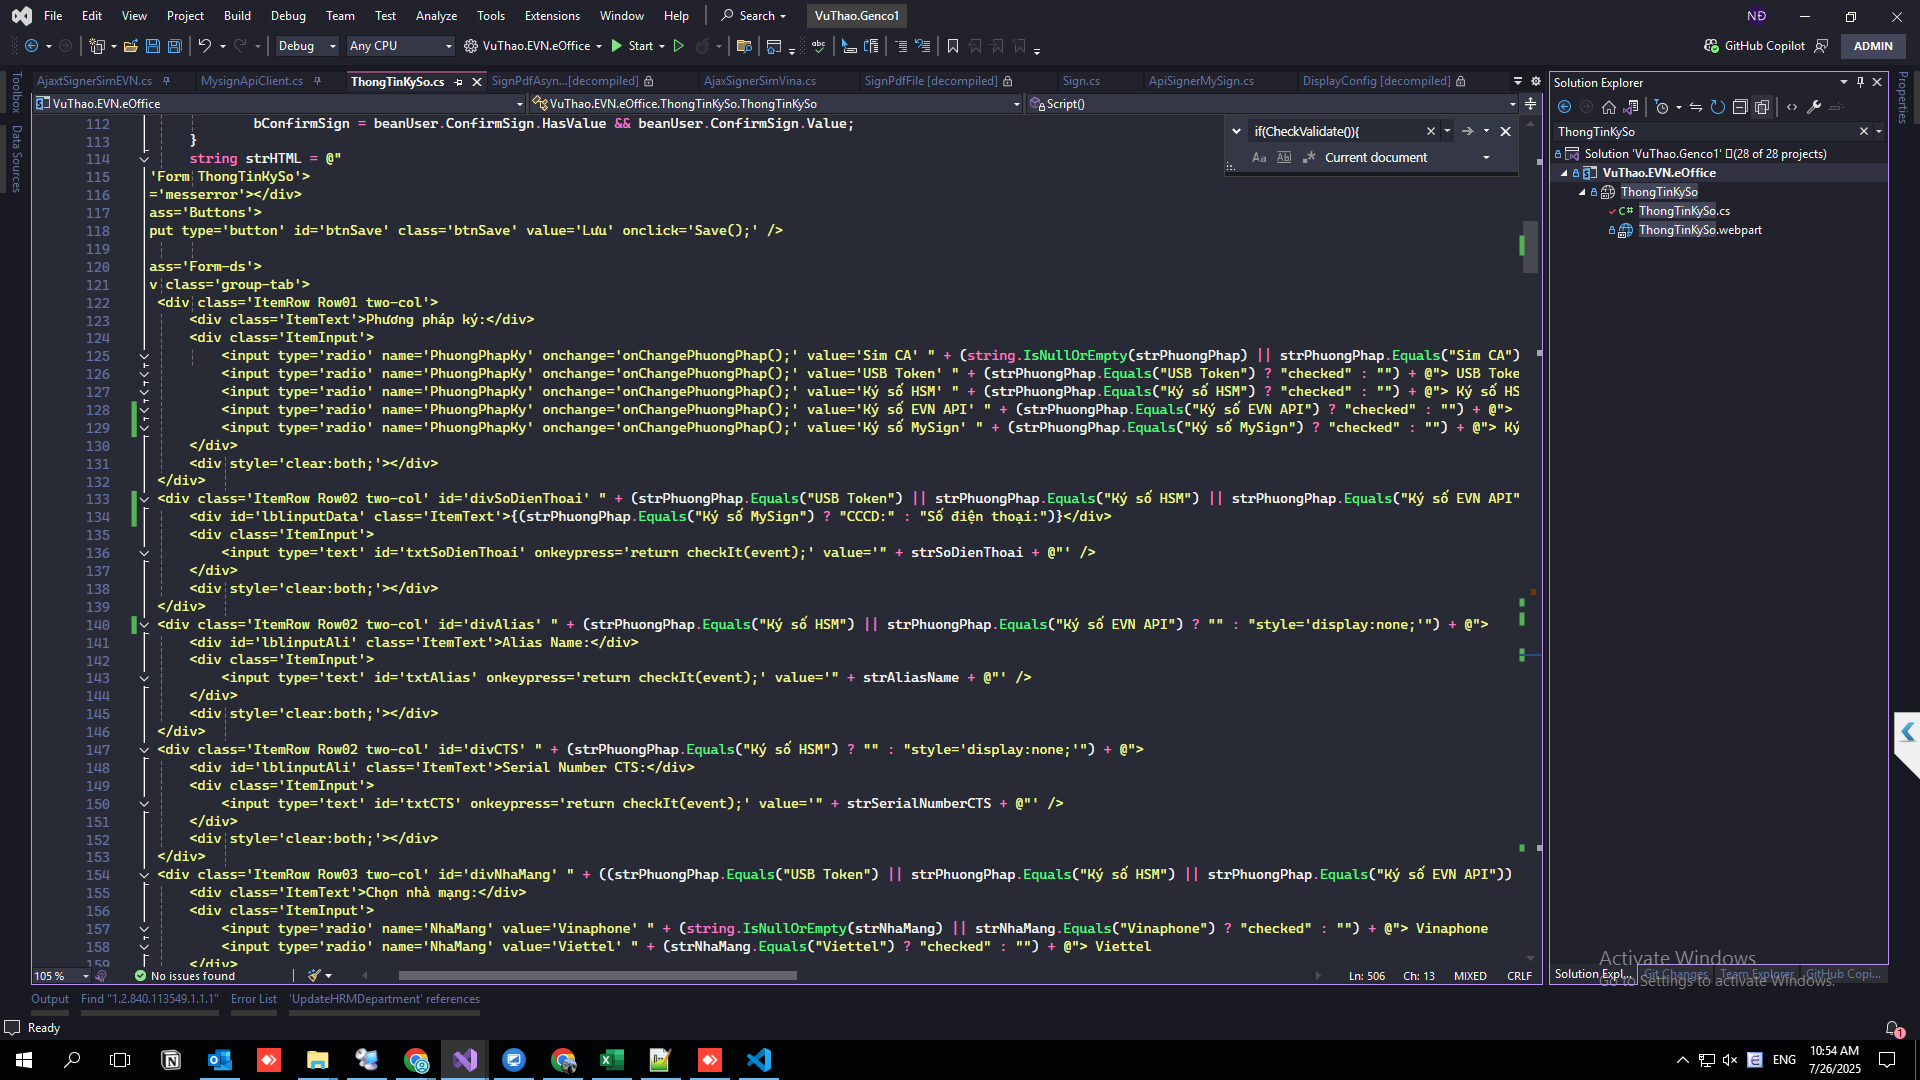 File Edit View Project Build Debug Team Test Analyze Tools Extensions Window Help Search VuThao.Genco1 NĐ
Debug Any CPU VuThao.EVN.eOffice Start GitHub Copilot ADMIN
AjaxtSignerSimEVN.cs MysignApiClient.cs ThongTinKySo.cs SignPdfAsyn...[decompiled] AjaxSignerSimVina.cs SignPdfFile [decompiled] Sign.cs ApiSignerMySign.cs DisplayConfig [decompiled]
VuThao.EVN.eOffice VuThao.EVN.eOffice.ThongTinKySo.ThongTinKySo Script()
Toolbox
Data Sources
if(CheckValidate()){
Aa Ab .* Current document
112 bConfirmSign = beanUser.ConfirmSign.HasValue && beanUser.ConfirmSign.Value;
113 }
114 string strHTML = @"
115 'Form ThongTinKySo'>
116 ='messerror'></div>
117 ass='Buttons'>
118 put type='button' id='btnSave' class='btnSave' value='Lưu' onclick='Save();' />
119
120 ass='Form-ds'>
121 v class='group-tab'>
122 <div class='ItemRow Row01 two-col'>
123 <div class='ItemText'>Phương pháp ký:</div>
124 <div class='ItemInput'>
125 <input type='radio' name='PhuongPhapKy' onchange='onChangePhuongPhap();' value='Sim CA' " + (string.IsNullOrEmpty(strPhuongPhap) || strPhuongPhap.Equals("Sim CA")
126 <input type='radio' name='PhuongPhapKy' onchange='onChangePhuongPhap();' value='USB Token' " + (strPhuongPhap.Equals("USB Token") ? "checked" : "") + @"> USB Toke
127 <input type='radio' name='PhuongPhapKy' onchange='onChangePhuongPhap();' value='Ký số HSM' " + (strPhuongPhap.Equals("Ký số HSM") ? "checked" : "") + @"> Ký số HS
128 <input type='radio' name='PhuongPhapKy' onchange='onChangePhuongPhap();' value='Ký số EVN API' " + (strPhuongPhap.Equals("Ký số EVN API") ? "checked" : "") + @">
129 <input type='radio' name='PhuongPhapKy' onchange='onChangePhuongPhap();' value='Ký số MySign' " + (strPhuongPhap.Equals("Ký số MySign") ? "checked" : "") + @"> Ký
130 </div>
131 <div style='clear:both;'></div>
132 </div>
133 <div class='ItemRow Row02 two-col' id='divSoDienThoai' " + (strPhuongPhap.Equals("USB Token") || strPhuongPhap.Equals("Ký số HSM") || strPhuongPhap.Equals("Ký số EVN API"
134 <div id='lblinputData' class='ItemText'>{(strPhuongPhap.Equals("Ký số MySign") ? "CCCD:" : "Số điện thoại:")}</div>
135 <div class='ItemInput'>
136 <input type='text' id='txtSoDienThoai' onkeypress='return checkIt(event);' value='" + strSoDienThoai + @"' />
137 </div>
138 <div style='clear:both;'></div>
139 </div>
140 <div class='ItemRow Row02 two-col' id='divAlias' " + (strPhuongPhap.Equals("Ký số HSM") || strPhuongPhap.Equals("Ký số EVN API") ? "" : "style='display:none;'") + @">
141 <div id='lblinputAli' class='ItemText'>Alias Name:</div>
142 <div class='ItemInput'>
143 <input type='text' id='txtAlias' onkeypress='return checkIt(event);' value='" + strAliasName + @"' />
144 </div>
145 <div style='clear:both;'></div>
146 </div>
147 <div class='ItemRow Row02 two-col' id='divCTS' " + (strPhuongPhap.Equals("Ký số HSM") ? "" : "style='display:none;'") + @">
148 <div id='lblinputAli' class='ItemText'>Serial Number CTS:</div>
149 <div class='ItemInput'>
150 <input type='text' id='txtCTS' onkeypress='return checkIt(event);' value='" + strSerialNumberCTS + @"' />
151 </div>
152 <div style='clear:both;'></div>
153 </div>
154 <div class='ItemRow Row03 two-col' id='divNhaMang' " + ((strPhuongPhap.Equals("USB Token") || strPhuongPhap.Equals("Ký số HSM") || strPhuongPhap.Equals("Ký số EVN API"))
155 <div class='ItemText'>Chọn nhà mạng:</div>
156 <div class='ItemInput'>
157 <input type='radio' name='NhaMang' value='Vinaphone' " + (string.IsNullOrEmpty(strNhaMang) || strNhaMang.Equals("Vinaphone") ? "checked" : "") + @"> Vinaphone
158 <input type='radio' name='NhaMang' value='Viettel' " + (strNhaMang.Equals("Viettel") ? "checked" : "") + @"> Viettel
159 </div>
105 % No issues found Ln: 506 Ch: 13 MIXED CRLF
Solution Explorer
ThongTinKySo
Solution 'VuThao.Genco1' (28 of 28 projects)
VuThao.EVN.eOffice
ThongTinKySo
C# ThongTinKySo.cs
ThongTinKySo.webpart
Properties
Activate Windows
Go to Settings to activate Windows.
Solution Expl... Git Changes Team Explorer GitHub Copi...
Output Find "1.2.840.113549.1.1.1" Error List 'UpdateHRMDepartment' references
Ready
1
ENG
10:54 AM
7/26/2025